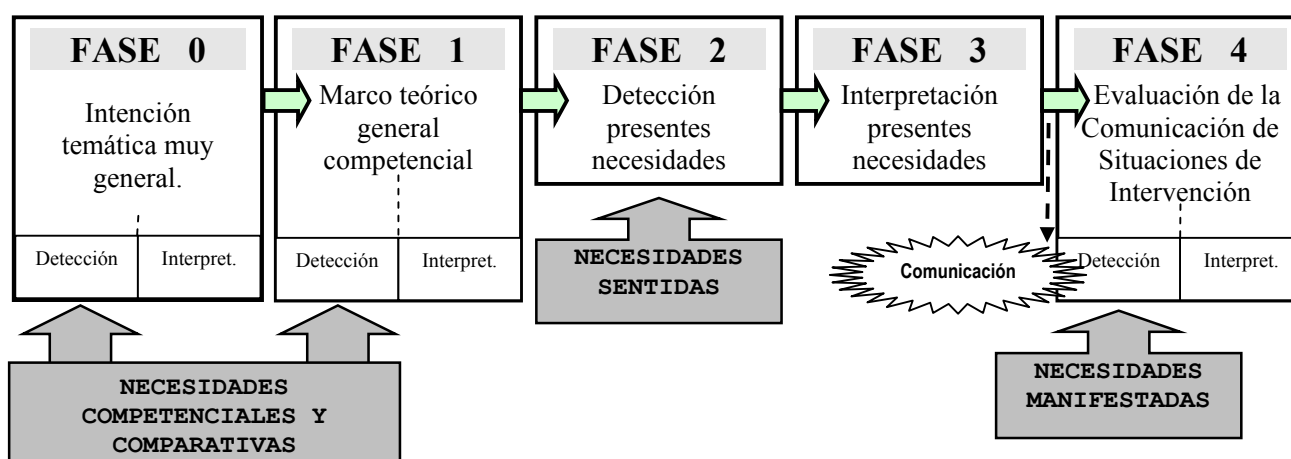 FASE 0
Intención
temática muy
general.
Detección
Interpret.
FASE 1
Marco teórico
general
competencial
Detección
Interpret.
FASE 2
Detección
presentes
necesidades
FASE 3
Interpretación
presentes
necesidades
FASE 4
Evaluación de la
Comunicación de
Situaciones de
Intervención
Detección
Interpret.
Comunicación
NECESIDADES
COMPETENCIALES Y
COMPARATIVAS
NECESIDADES
SENTIDAS
NECESIDADES
MANIFESTADAS